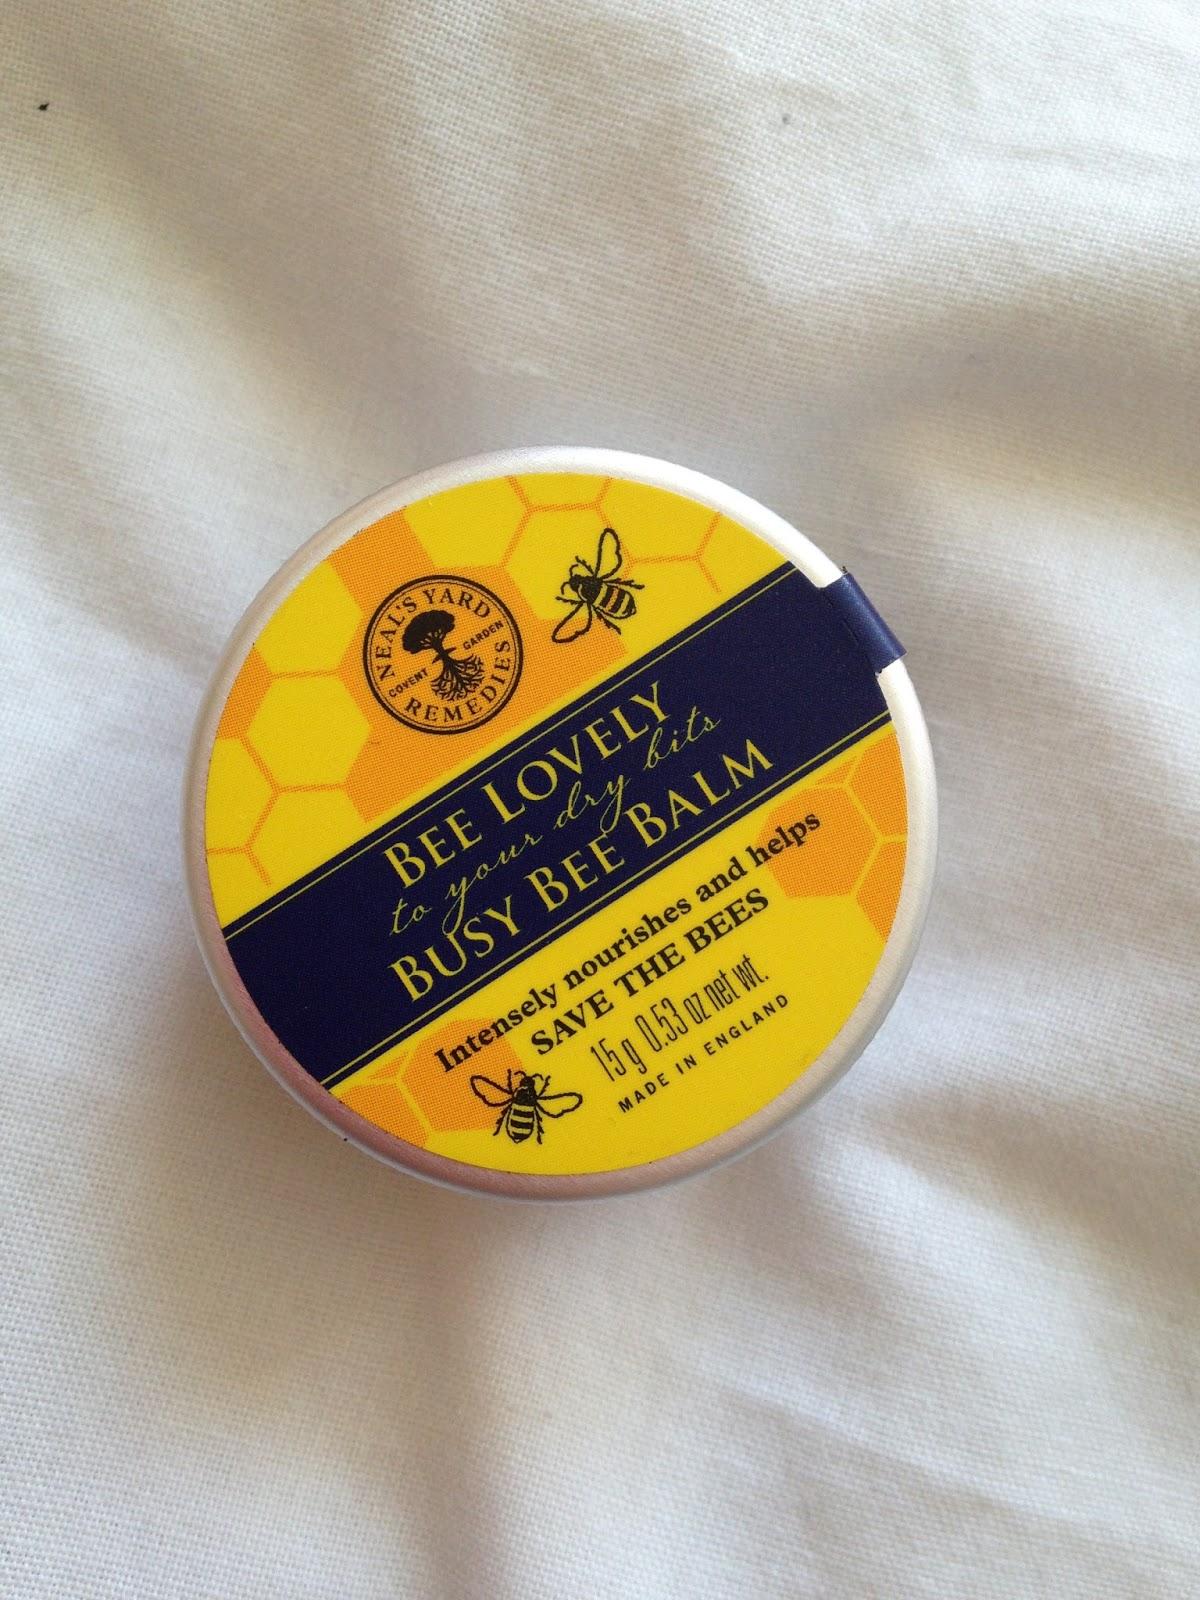 NEAL'S YARD
COVENT GARDEN
REMEDIES
BEE LOVELY
to your dry bits
BUSY BEE BALM
Intensely nourishes and helps
SAVE THE BEES
15g 0.53 oz net wt.
MADE IN ENGLAND